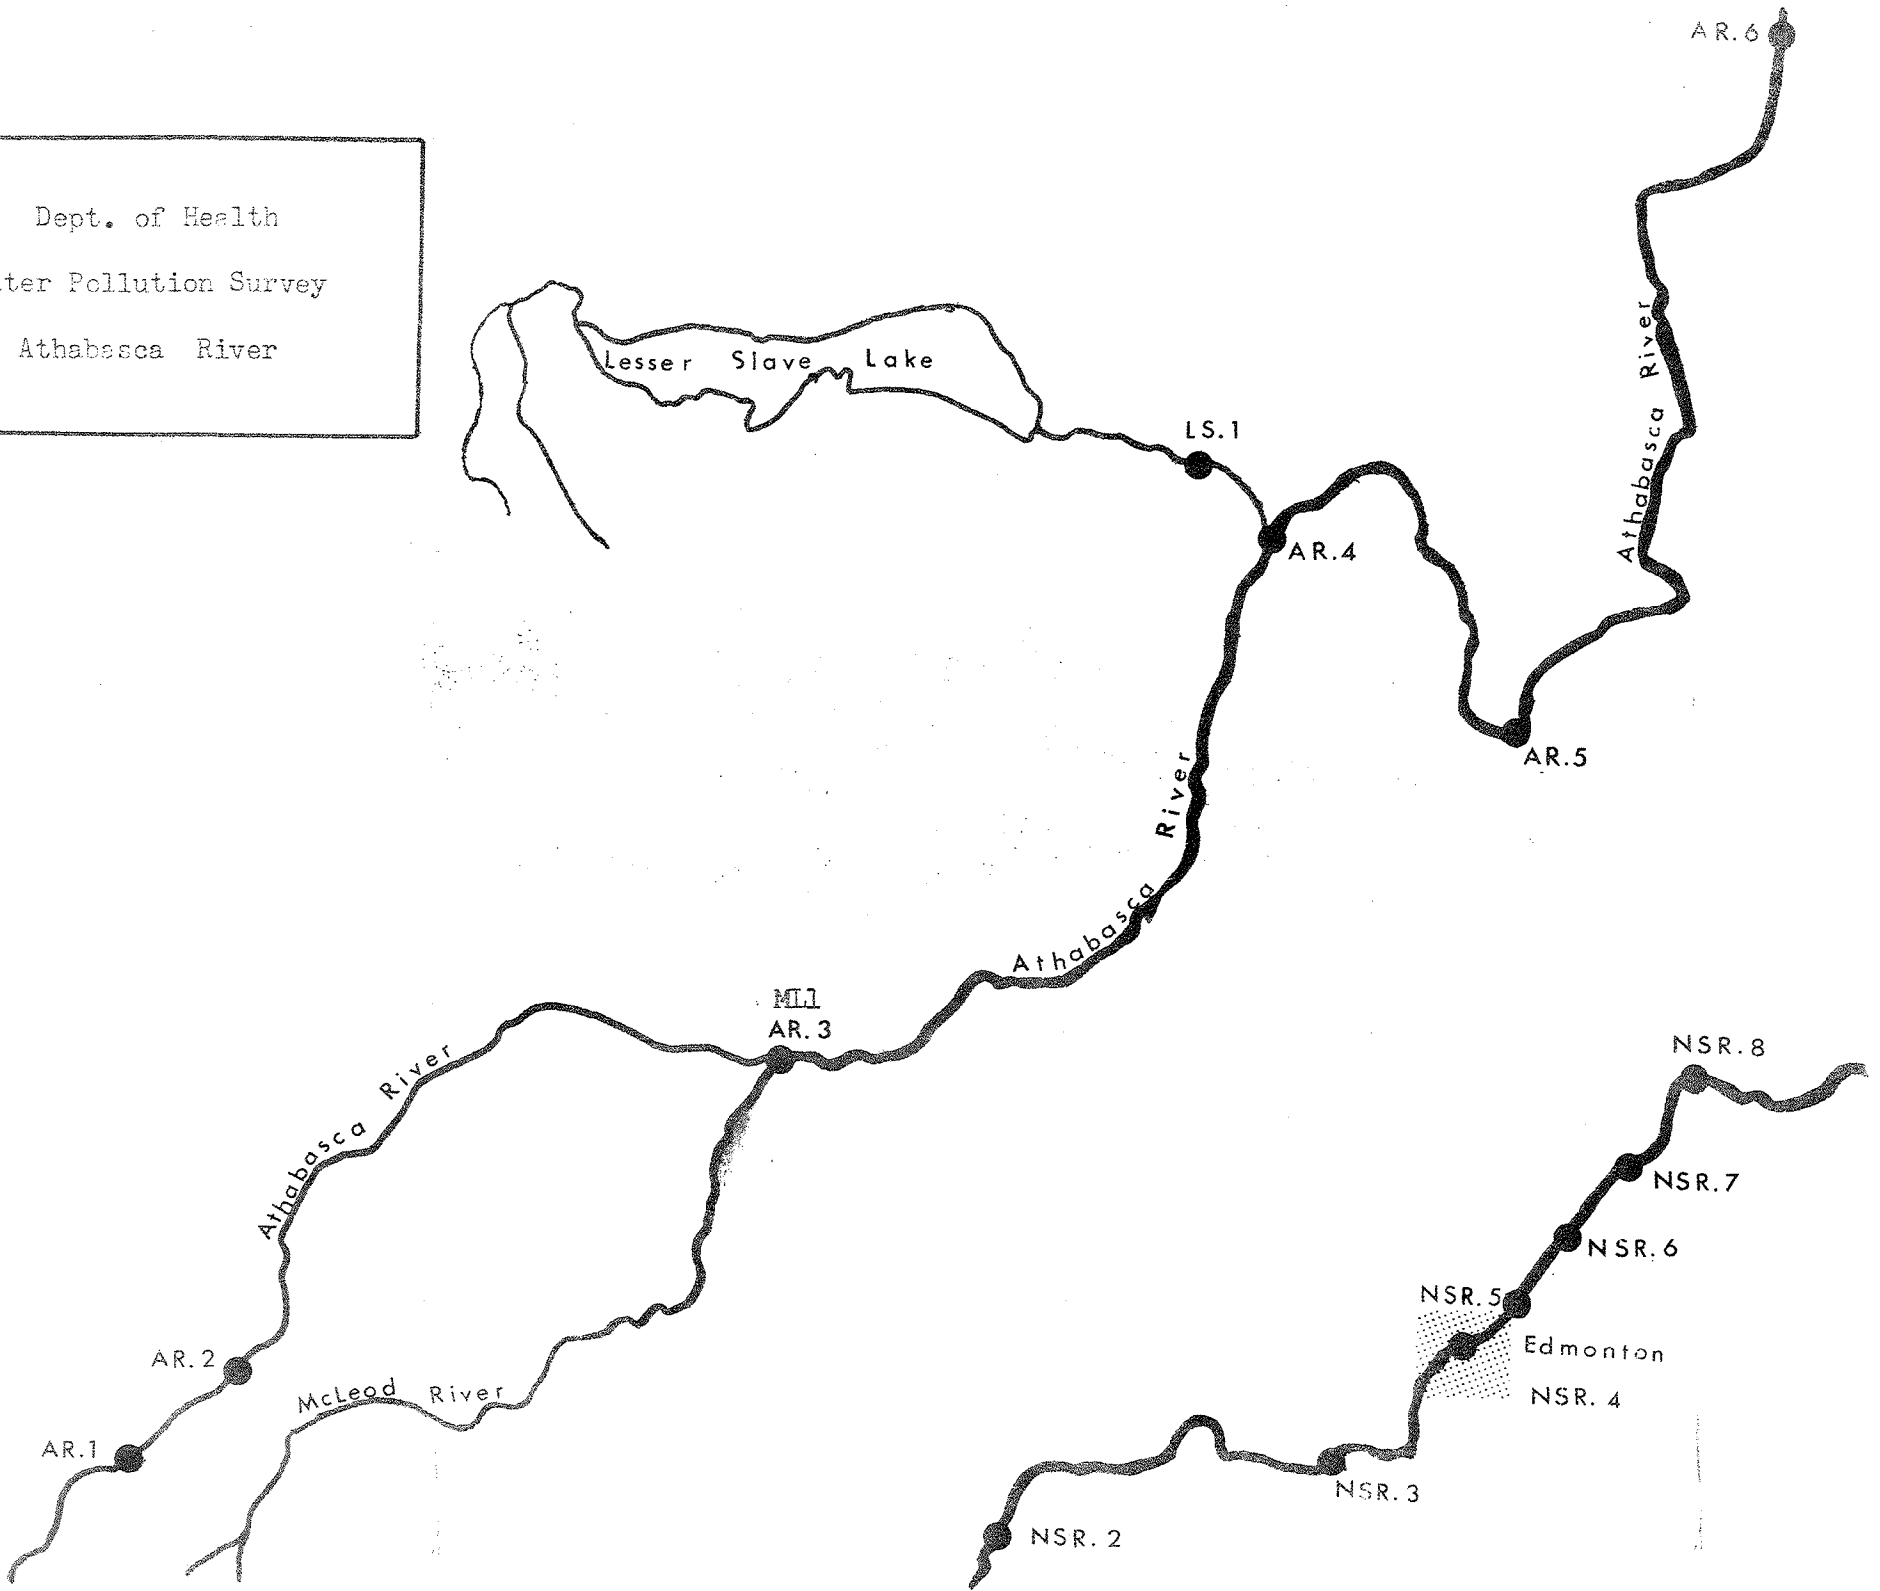 AR.6
Dept. of Health
ter Pollution Survey
Athabasca River
Lesser Slave Lake
LS.1
AR.4
Athabasca River
AR.5
Athabasca River
ML1
AR.3
Athabasca River
NSR.8
NSR.7
NSR.6
NSR.5
Edmonton
NSR.4
AR.2
McLeod River
AR.1
NSR.3
NSR.2